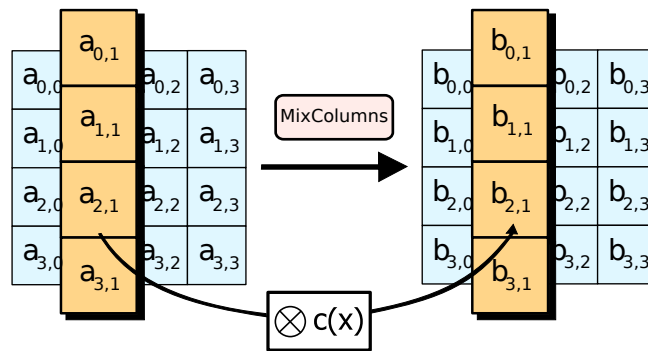 a0,1 b0,1
a0,0 a0,2 a0,3 b0,0 b0,2 b0,3
MixColumns
a1,1 b1,1
a1,0 a1,2 a1,3 b1,0 b1,2 b1,3
a2,1 b2,1
a2,0 a2,2 a2,3 b2,0 b2,2 b2,3
a3,0 a3,2 a3,3 b3,0 b3,2 b3,3
a3,1 b3,1
⊗ c(x)